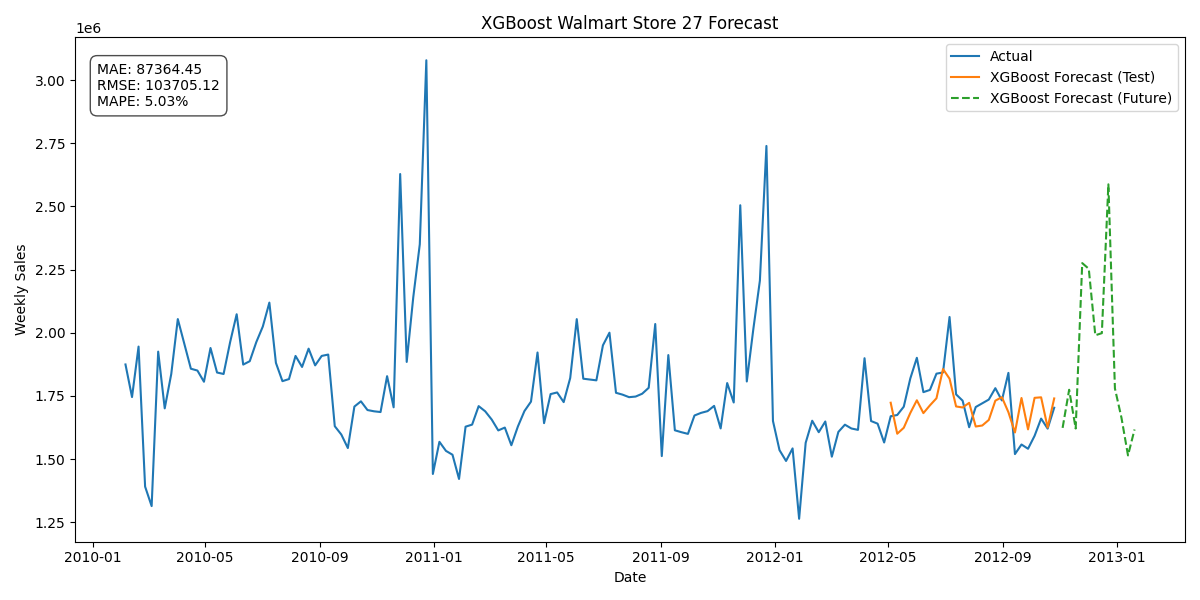 XGBoost Walmart Store 27 Forecast
1e6
MAE: 87364.45
RMSE: 103705.12
MAPE: 5.03%
Actual
XGBoost Forecast (Test)
XGBoost Forecast (Future)
3.00
2.75
2.50
2.25
2.00
1.75
1.50
1.25
Weekly Sales
2010-01
2010-05
2010-09
2011-01
2011-05
2011-09
2012-01
2012-05
2012-09
2013-01
Date